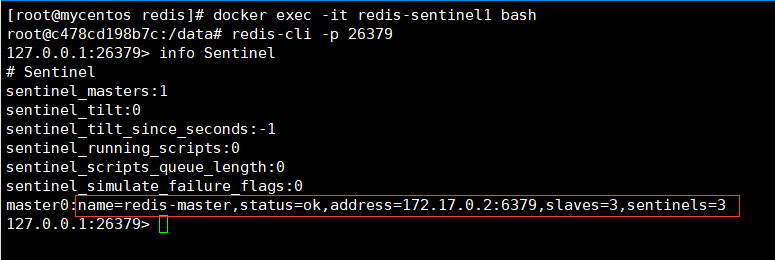 [root@mycentos redis]# docker exec -it redis-sentinel1 bash
root@c478cd198b7c:/data# redis-cli -p 26379
127.0.0.1:26379> info Sentinel
# Sentinel
sentinel_masters:1
sentinel_tilt:0
sentinel_tilt_since_seconds:-1
sentinel_running_scripts:0
sentinel_scripts_queue_length:0
sentinel_simulate_failure_flags:0
master0:name=redis-master,status=ok,address=172.17.0.2:6379,slaves=3,sentinels=3
127.0.0.1:26379>